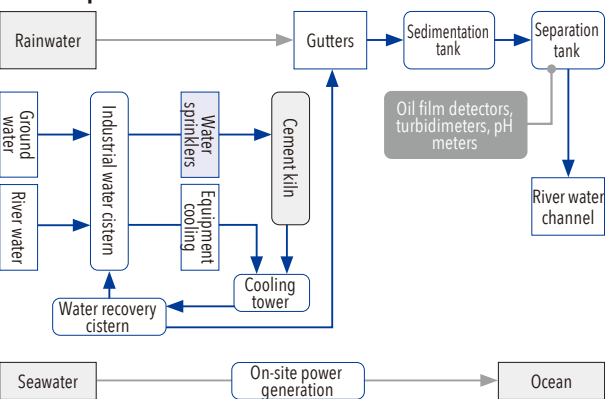 Rainwater
Gutters
Sedimentation
tank
Separation
tank
Oil film detectors,
turbidimeters, pH
meters
River water
channel
Ground
water
Industrial water cistern
Water
sprinklers
Cement kiln
River water
Equipment
cooling
Cooling
tower
Water recovery
cistern
Seawater
On-site power
generation
Ocean